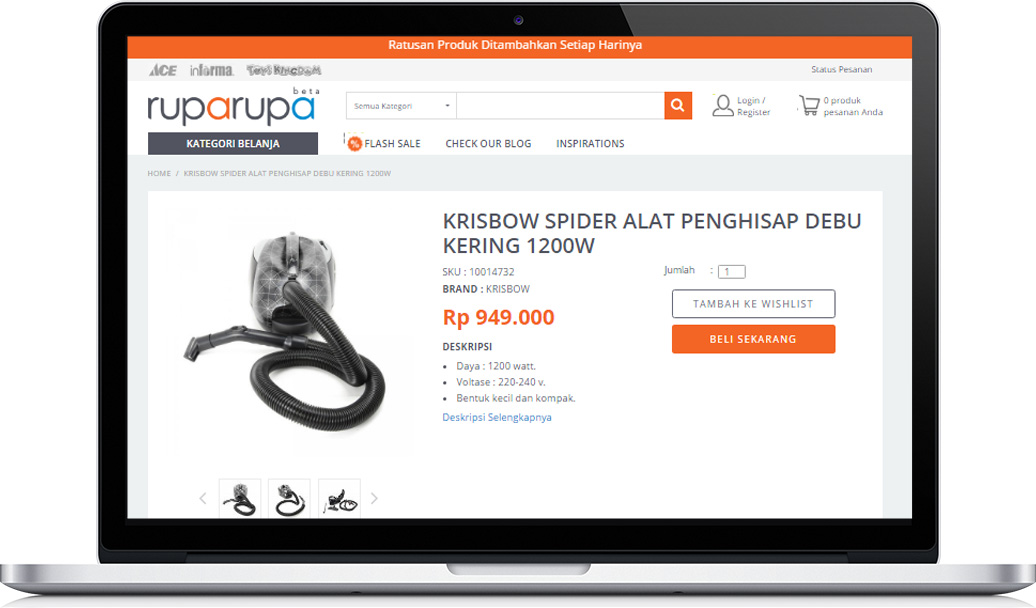 Ratusan Produk Ditambahkan Setiap Harinya
ACE informa Toys Kingdom
Status Pesanan
beta
ruparupa
Semua Kategori
Login /
Register
0 produk
pesanan Anda
KATEGORI BELANJA
% FLASH SALE CHECK OUR BLOG INSPIRATIONS
HOME / KRISBOW SPIDER ALAT PENGHISAP DEBU KERING 1200W
KRISBOW SPIDER ALAT PENGHISAP DEBU
KERING 1200W
SKU : 10014732
BRAND : KRISBOW
Rp 949.000
Jumlah : 1
TAMBAH KE WISHLIST
BELI SEKARANG
DESKRIPSI
• Daya : 1200 watt.
• Voltase : 220-240 v.
• Bentuk kecil dan kompak.
Deskripsi Selengkapnya